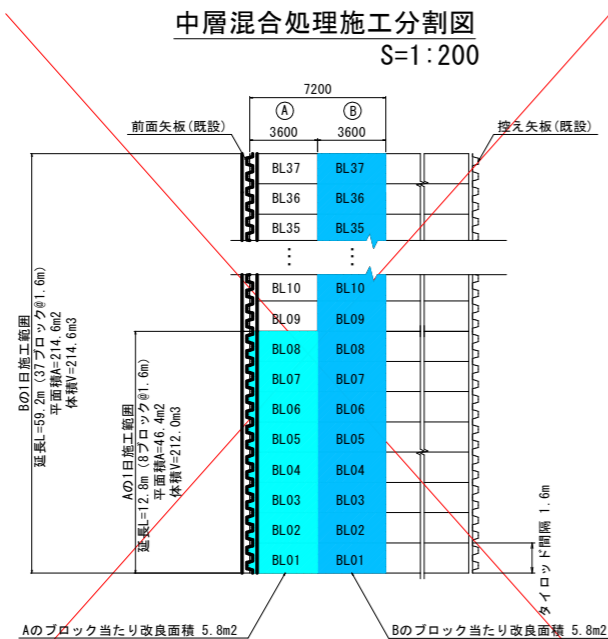 中層混合処理施工分割図
S=1:200
7200
Ⓐ
Ⓑ
3600
3600
前面矢板(既設)
控え矢板(既設)
BL37
BL37
BL36
BL36
BL35
BL35
⋮
⋮
BL10
BL10
BL09
BL09
BL08
BL08
BL07
BL07
BL06
BL06
BL05
BL05
BL04
BL04
BL03
BL03
BL02
BL02
BL01
BL01
Bの1日施工範囲
延長L=59.2m (37ブロック@1.6m)
平面積A=214.6m2
体積V=214.6m3
Aの1日施工範囲
延長L=12.8m (8ブロック@1.6m)
平面積A=46.4m2
体積V=212.0m3
タイロッド間隔 1.6m
Aのブロック当たり改良面積 5.8m2
Bのブロック当たり改良面積 5.8m2